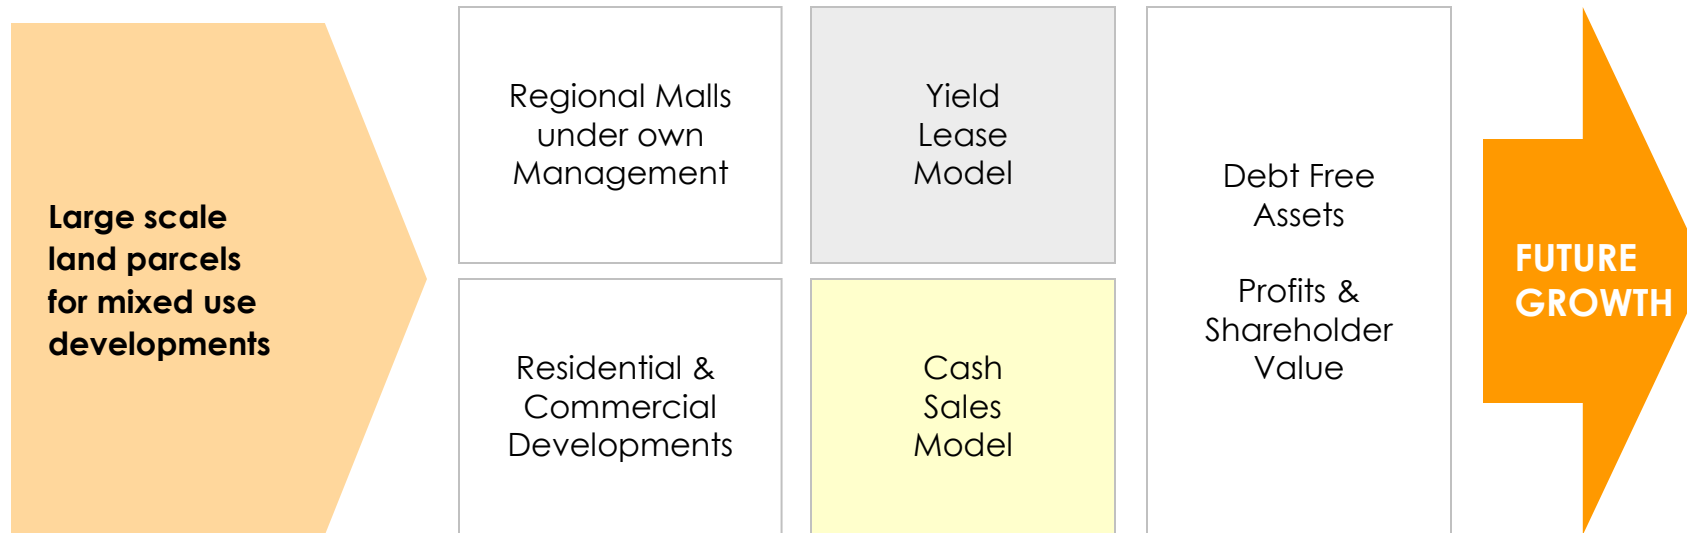 Large scale
land parcels
for mixed use
developments
Regional Malls
under own
Management
Yield
Lease
Model
Residential &
Commercial
Developments
Cash
Sales
Model
Debt Free
Assets
Profits &
Shareholder
Value
FUTURE
GROWTH